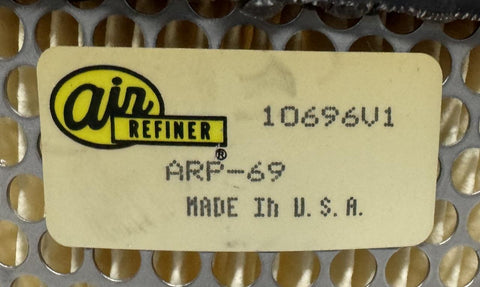 air
REFINER®
10696V1
ARP-69
MADE In U.S.A.